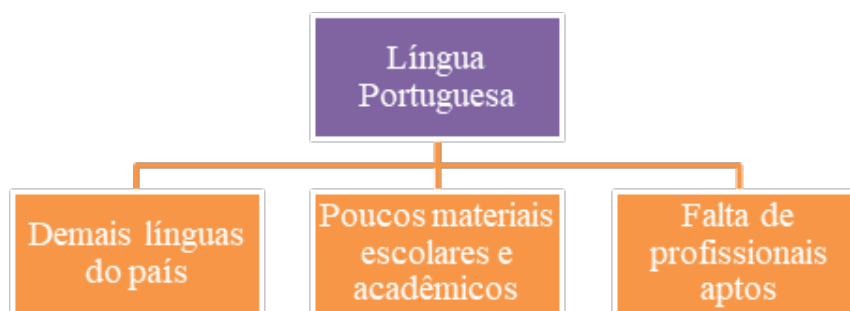 Língua
Portuguesa
Demais línguas
do país
Poucos materiais
escolares e
acadêmicos
Falta de
profissionais
aptos